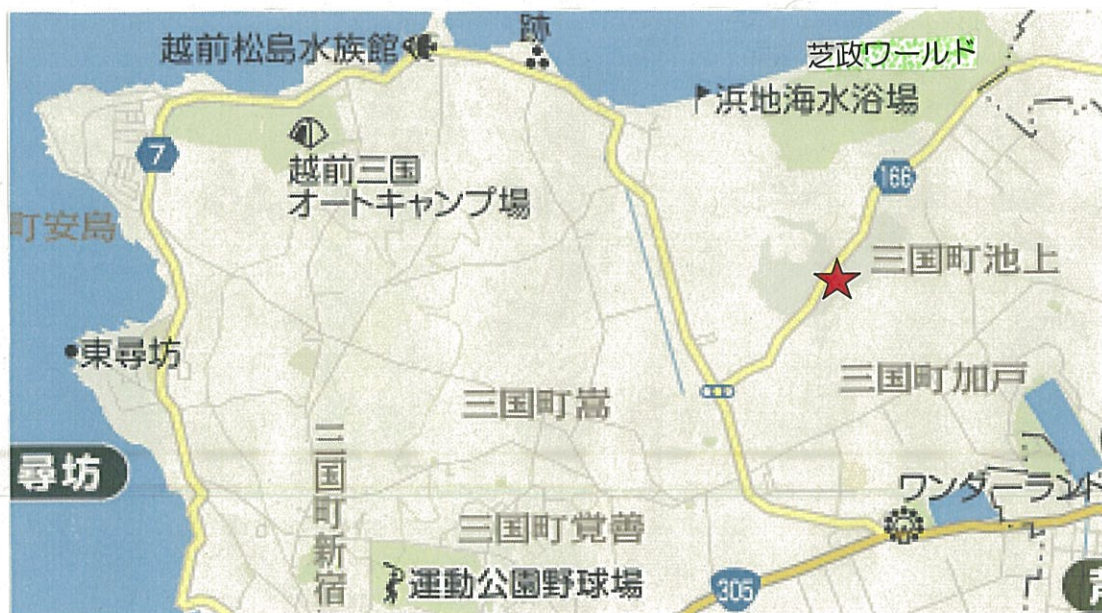 越前松島水族館
跡
芝政ワールド
浜地海水浴場
7
越前三国
オートキャンプ場
166
町安島
三国町池上
東尋坊
三国町加戸
三国町嵩
尋坊
三国町新宿
ワンダーランド
三国町覚善
運動公園野球場
305